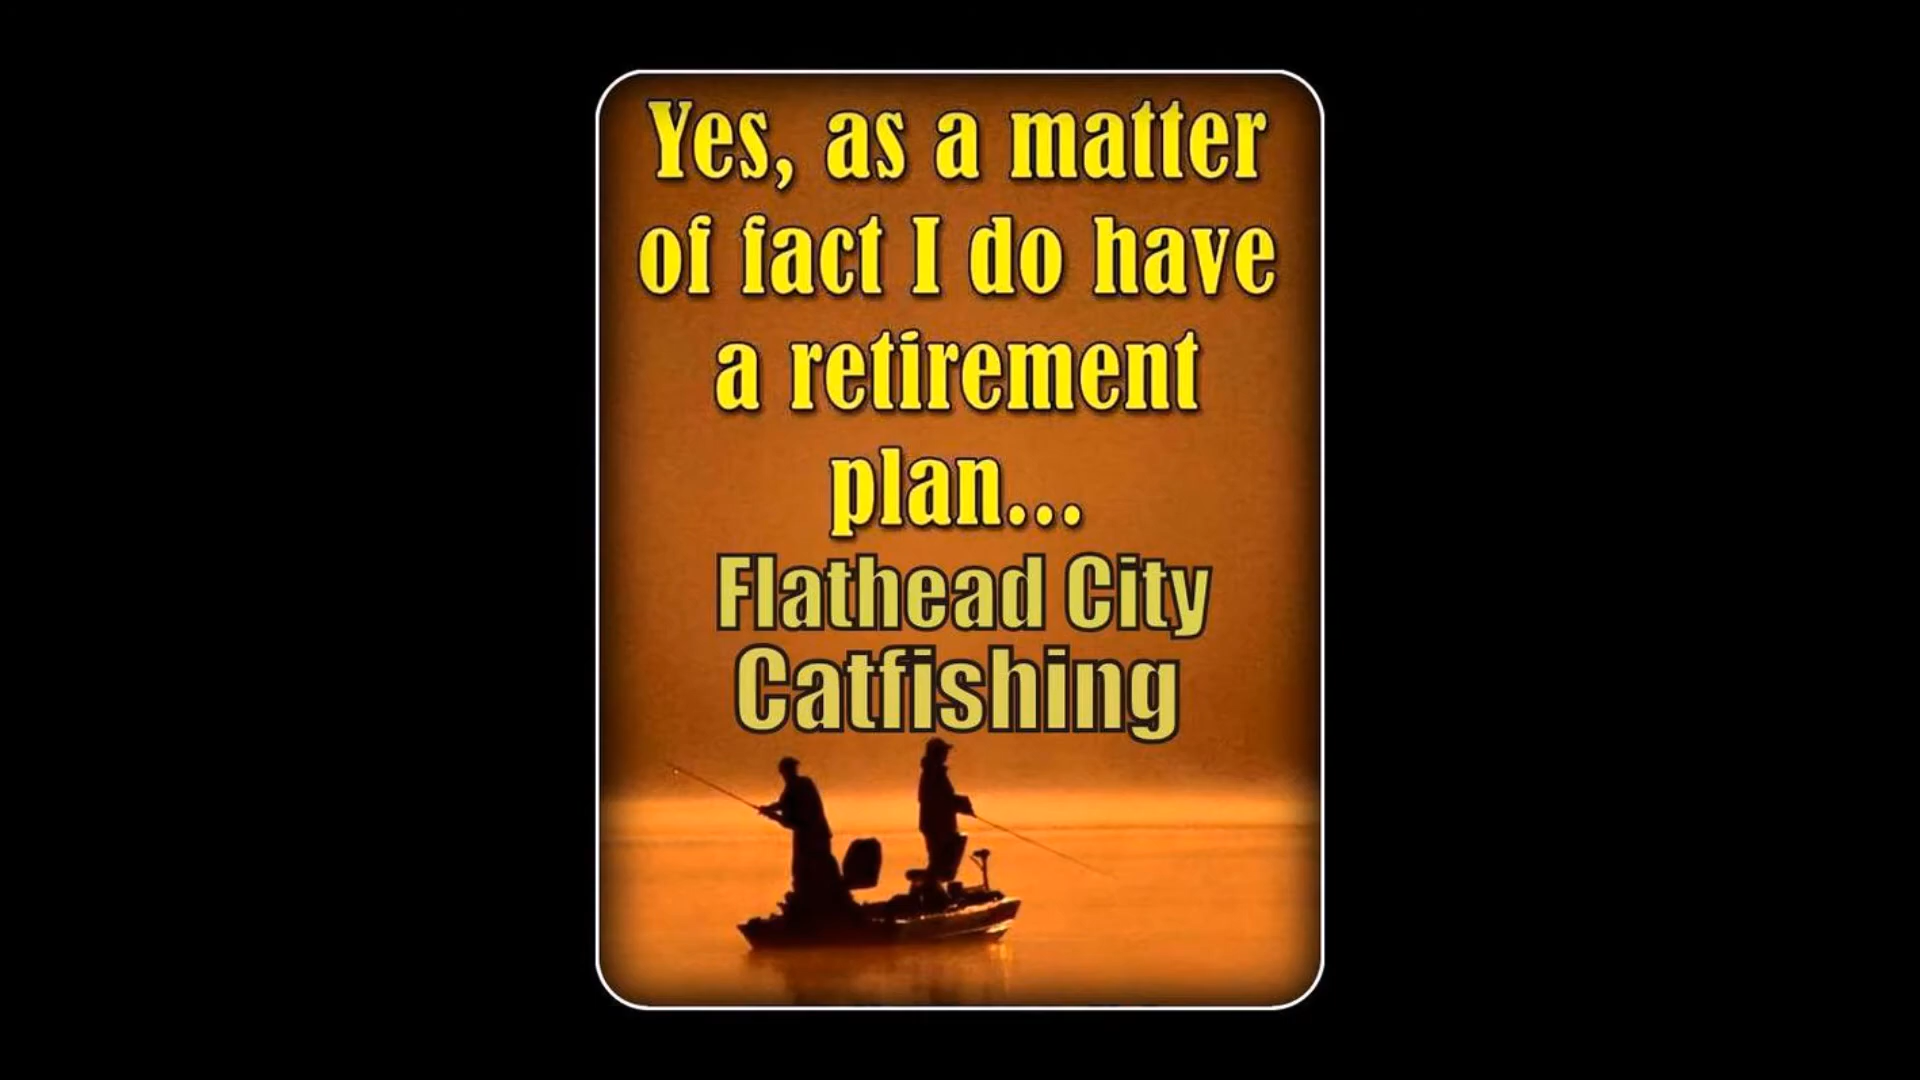 Yes, as a matter
of fact I do have
a retirement
plan...
Flathead City
Catfishing